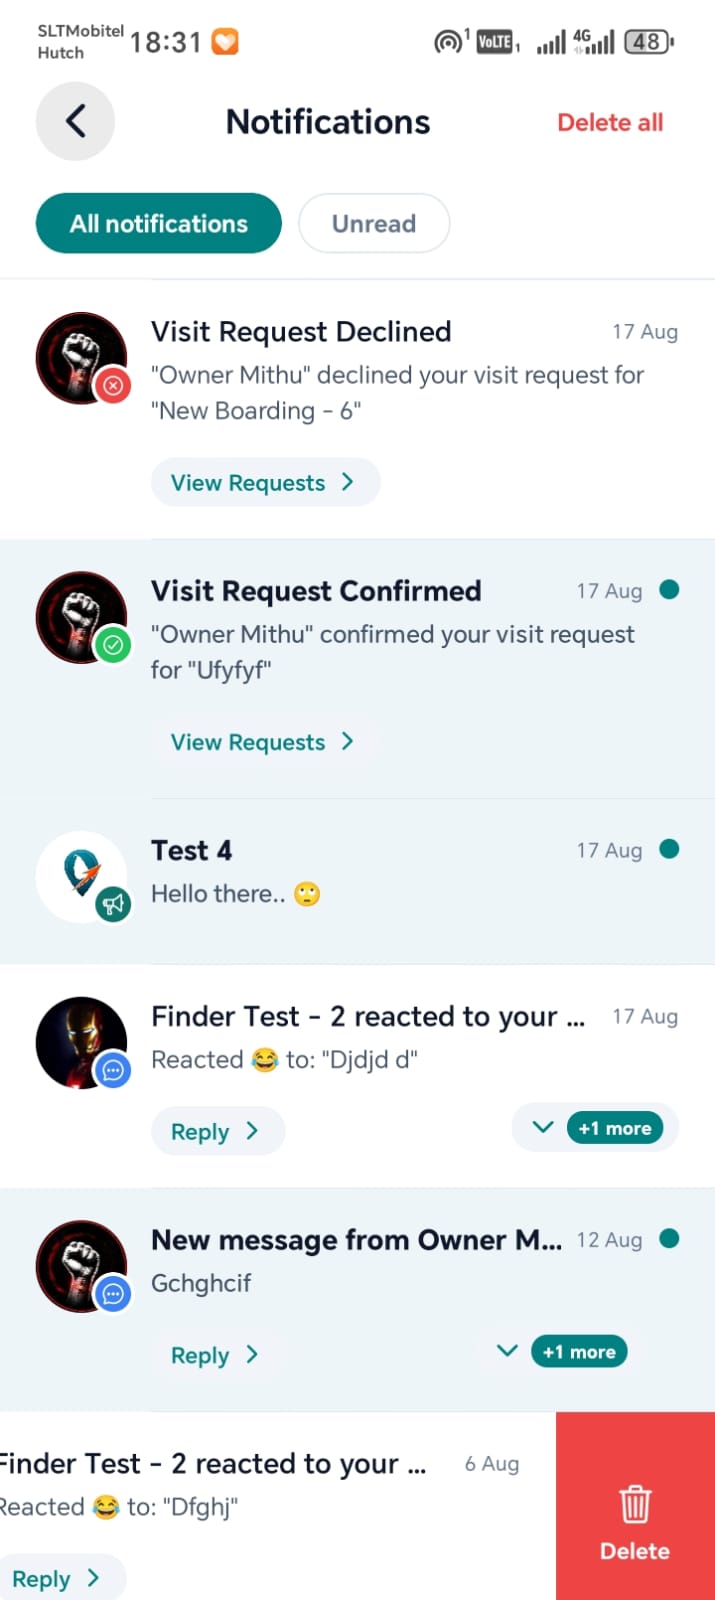 SLTMobitel
Hutch
18:31
1 VoLTE 1 4G 48
Notifications
Delete all
All notifications
Unread
Visit Request Declined
17 Aug
"Owner Mithu" declined your visit request for
"New Boarding - 6"
View Requests
Visit Request Confirmed
17 Aug
"Owner Mithu" confirmed your visit request
for "Ufyfyf"
View Requests
Test 4
17 Aug
Hello there.. 🙄
Finder Test - 2 reacted to your ...
17 Aug
Reacted 😂 to: "Djdjd d"
Reply
+1 more
New message from Owner M...
12 Aug
Gchghcif
Reply
+1 more
Finder Test - 2 reacted to your ...
6 Aug
Reacted 😂 to: "Dfghj"
Reply
Delete